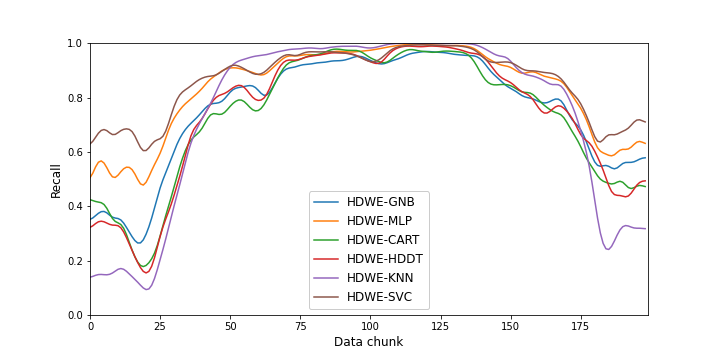 1.0
0.8
0.6
0.4
0.2
0.0
Recall
HDWE-GNB
HDWE-MLP
HDWE-CART
HDWE-HDDT
HDWE-KNN
HDWE-SVC
0 25 50 75 100 125 150 175
Data chunk